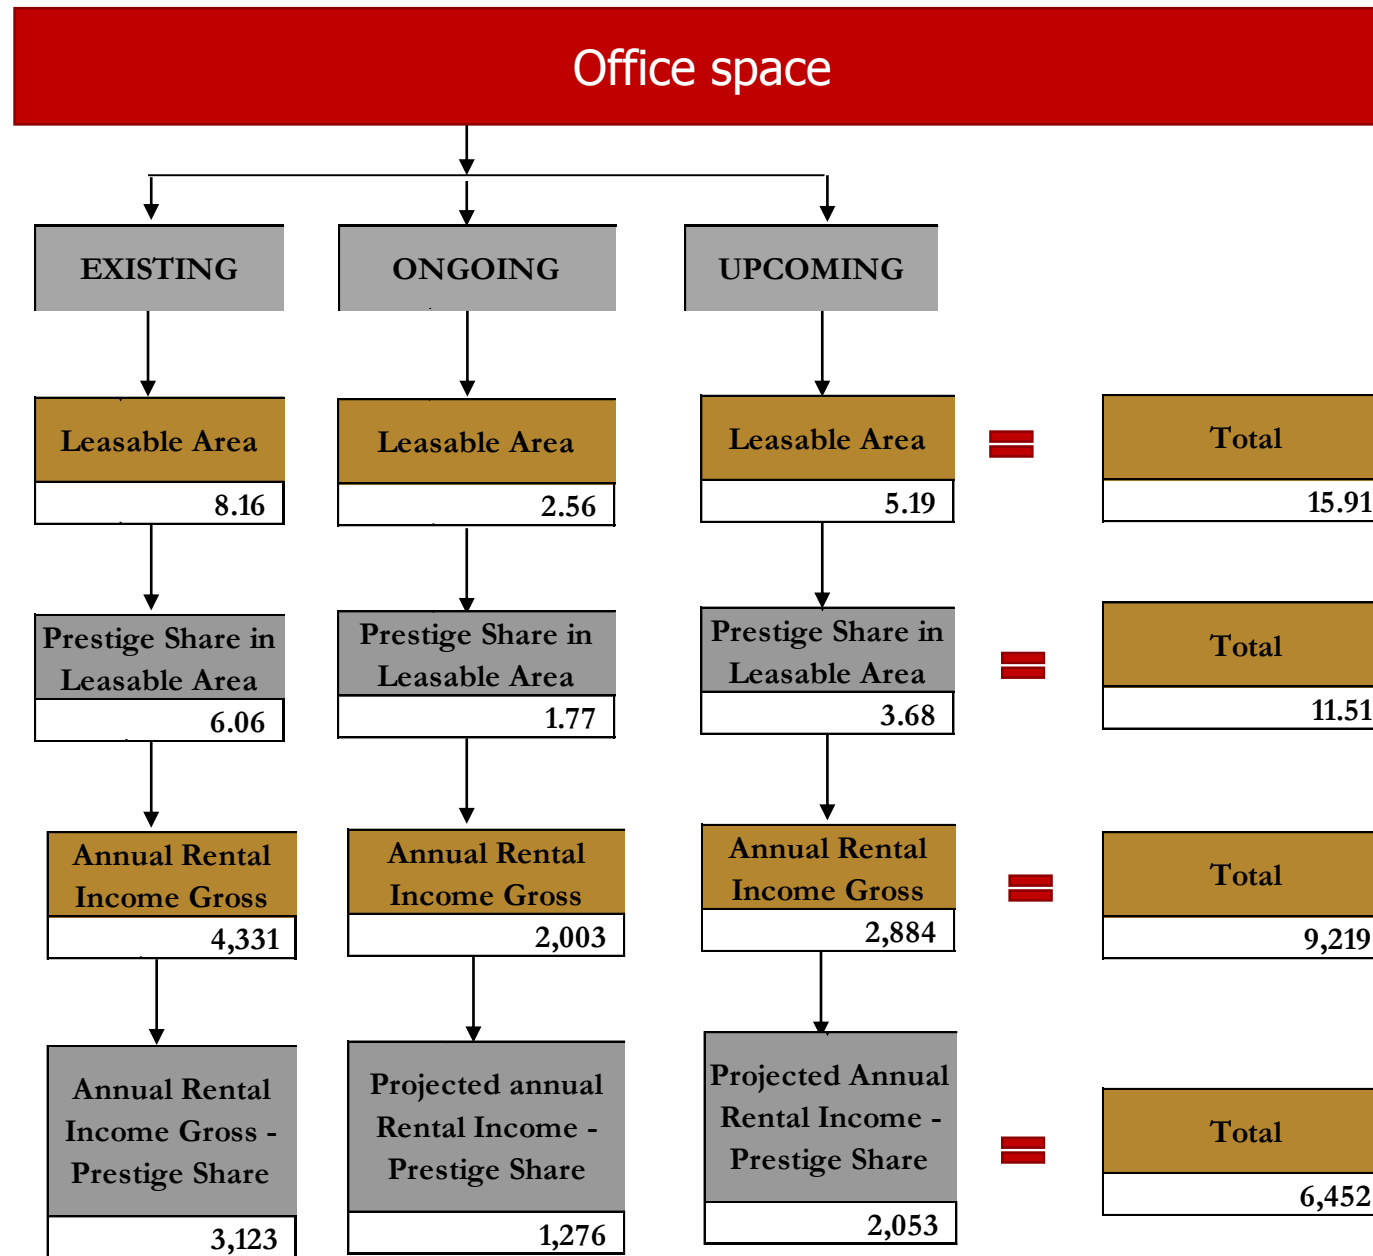 Office space
EXISTING
ONGOING
UPCOMING
Leasable Area
8.16
Leasable Area
2.56
Leasable Area
5.19
Total
15.91
Prestige Share in
Leasable Area
6.06
Prestige Share in
Leasable Area
1.77
Prestige Share in
Leasable Area
3.68
Total
11.51
Annual Rental
Income Gross
4,331
Annual Rental
Income Gross
2,003
Annual Rental
Income Gross
2,884
Total
9,219
Annual Rental
Income Gross -
Prestige Share
3,123
Projected annual
Rental Income -
Prestige Share
1,276
Projected Annual
Rental Income -
Prestige Share
2,053
Total
6,452